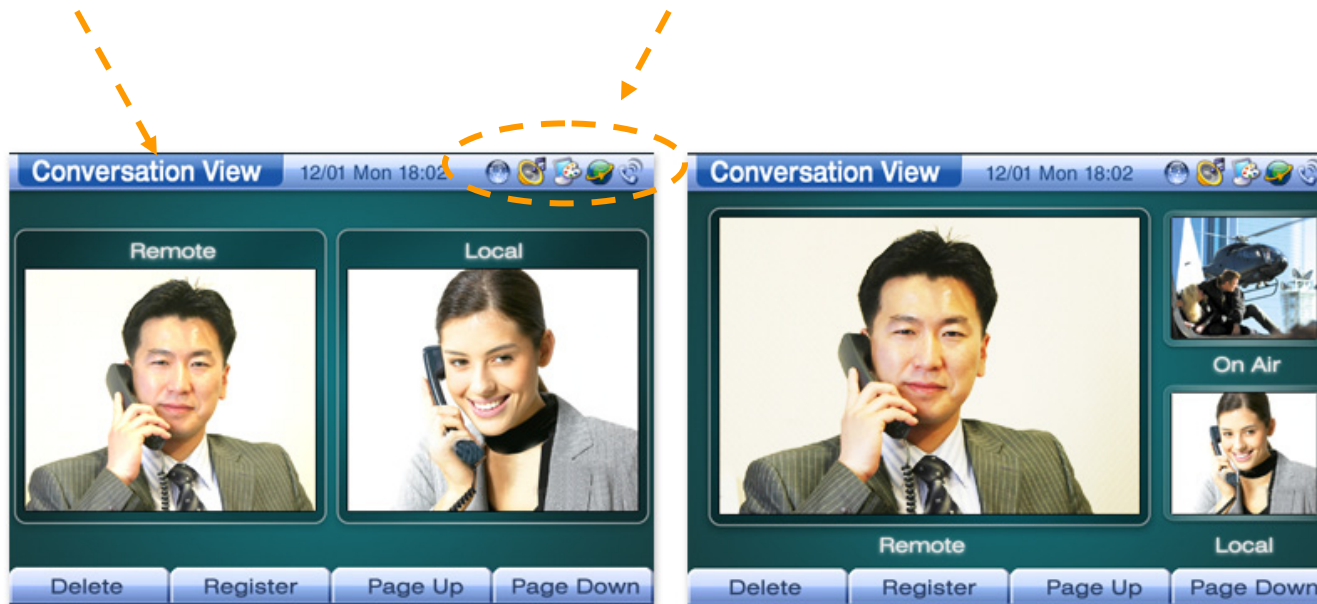 Conversation View 12/01 Mon 18:02
Remote Local
Delete Register Page Up Page Down
Conversation View 12/01 Mon 18:02
On Air
Remote Local
Delete Register Page Up Page Down